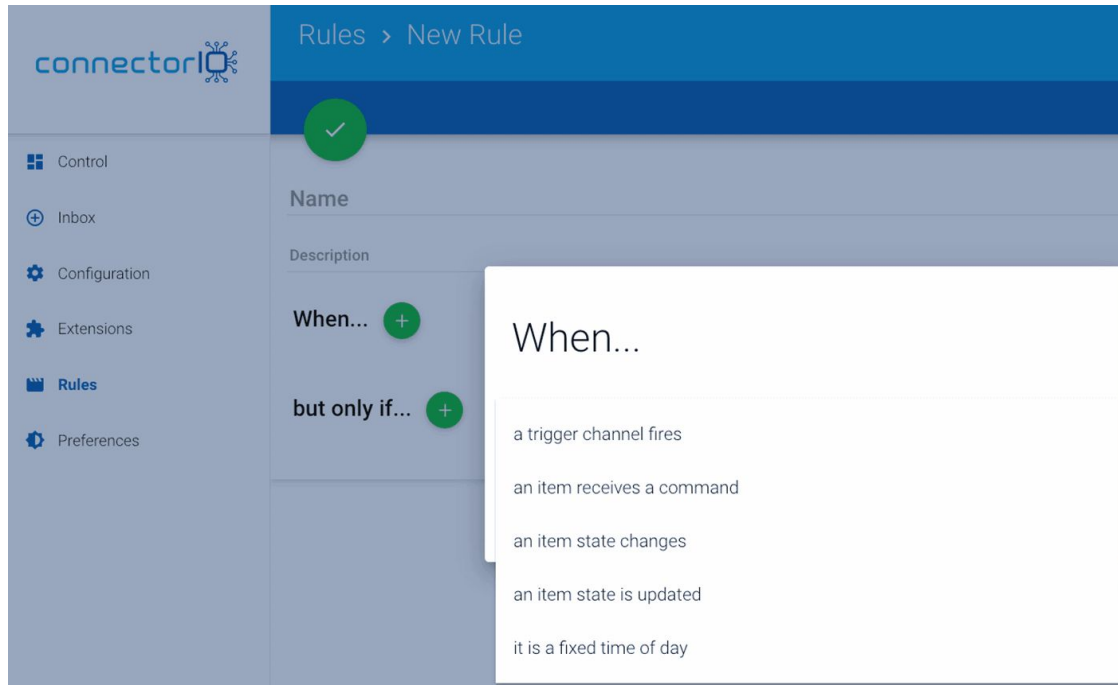 connectorIO
Rules > New Rule
Control
Inbox
Configuration
Extensions
Rules
Preferences
Name
Description
When...
but only if...
When...
a trigger channel fires
an item receives a command
an item state changes
an item state is updated
it is a fixed time of day